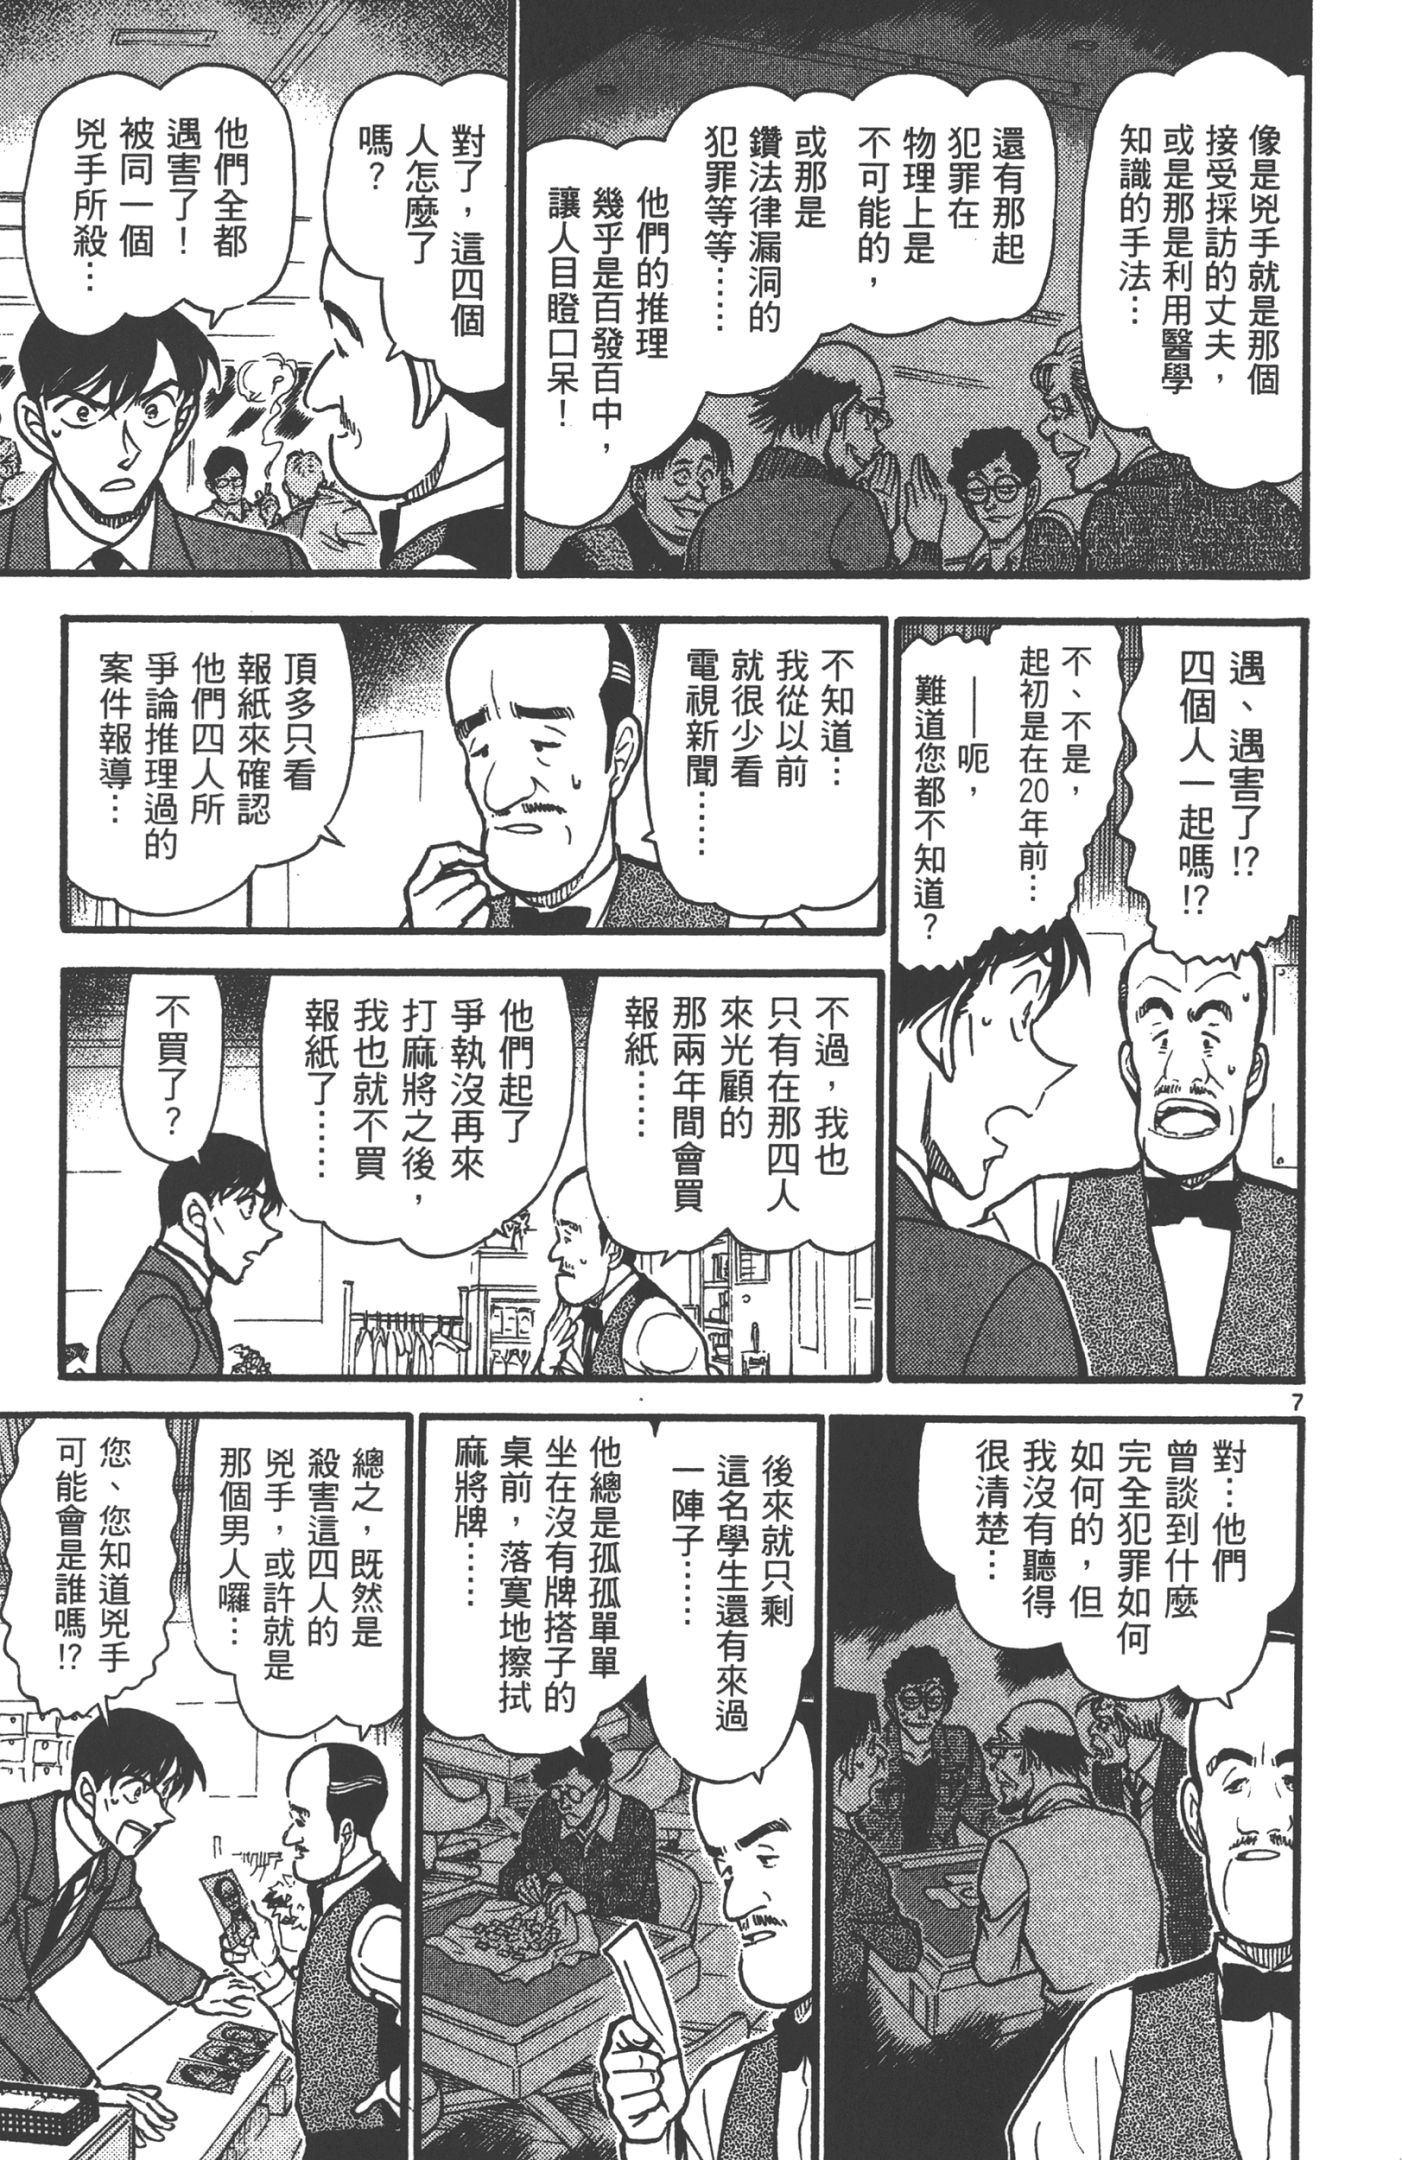 像是兇手就是那個
接受採訪的丈夫，
或是那是利用醫學
知識的手法…
還有那起
犯罪在
物理上是
不可能的，
或那是
鑽法律漏洞的
犯罪等等……
他們的推理
幾乎是百發百中，
讓人目瞪口呆！
對了，這四個
人怎麼了
嗎？
他們全都
遇害了！
被同一個
兇手所殺…
遇、遇害了!?
四個人一起嗎!?
不、不是，
起初是在20年前…
——呃，
難道您都不知道？
不知道…
我從以前
就很少看
電視新聞……
頂多只看
報紙來確認
他們四人所
爭論推理過的
案件報導…
不過，我也
只有在那四人
來光顧的
那兩年間會買
報紙……
他們起了
爭執沒再來
打麻將之後，
我也就不買
報紙了……
不買了？
7
對…他們
曾談到什麼
完全犯罪如何
如何的，但
我沒有聽得
很清楚…
後來就只剩
這名學生還有來過
一陣子……
他總是孤孤單單
坐在沒有牌搭子的
桌前，落寞地擦拭
麻將牌……
總之，既然是
殺害這四人的
兇手，或許就是
那個男人囉…
您、您知道兇手
可能會是誰嗎!?